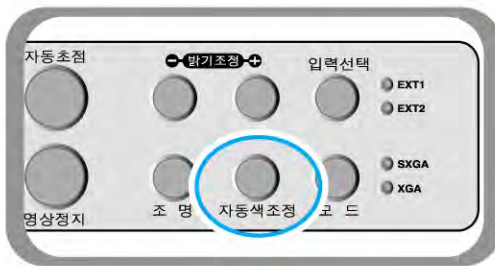 자동초점
밝기조정
입력선택
EXT1
EXT2
SXGA
XGA
영상정지
조 명
자동색조정
모 드